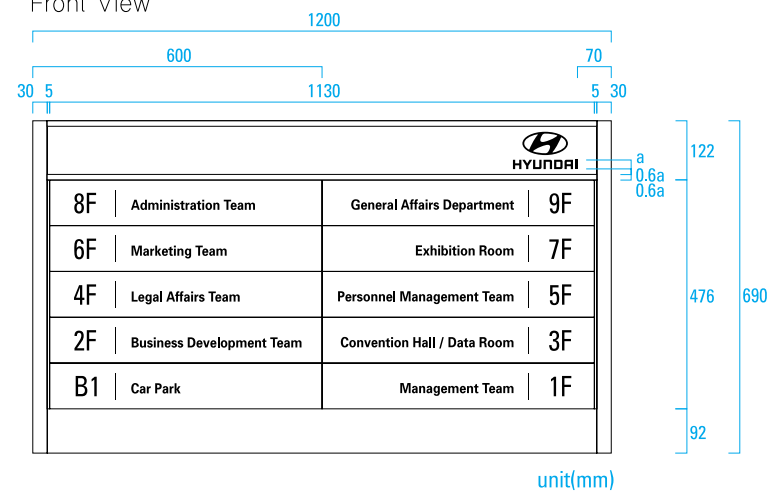 Front View
1200
600 70
30 5 1130 5 30
HYUNDAI
a
0.6a
0.6a
122
8F Administration Team General Affairs Department 9F
6F Marketing Team Exhibition Room 7F
4F Legal Affairs Team Personnel Management Team 5F
476 690
2F Business Development Team Convention Hall / Data Room 3F
B1 Car Park Management Team 1F
92
unit(mm)